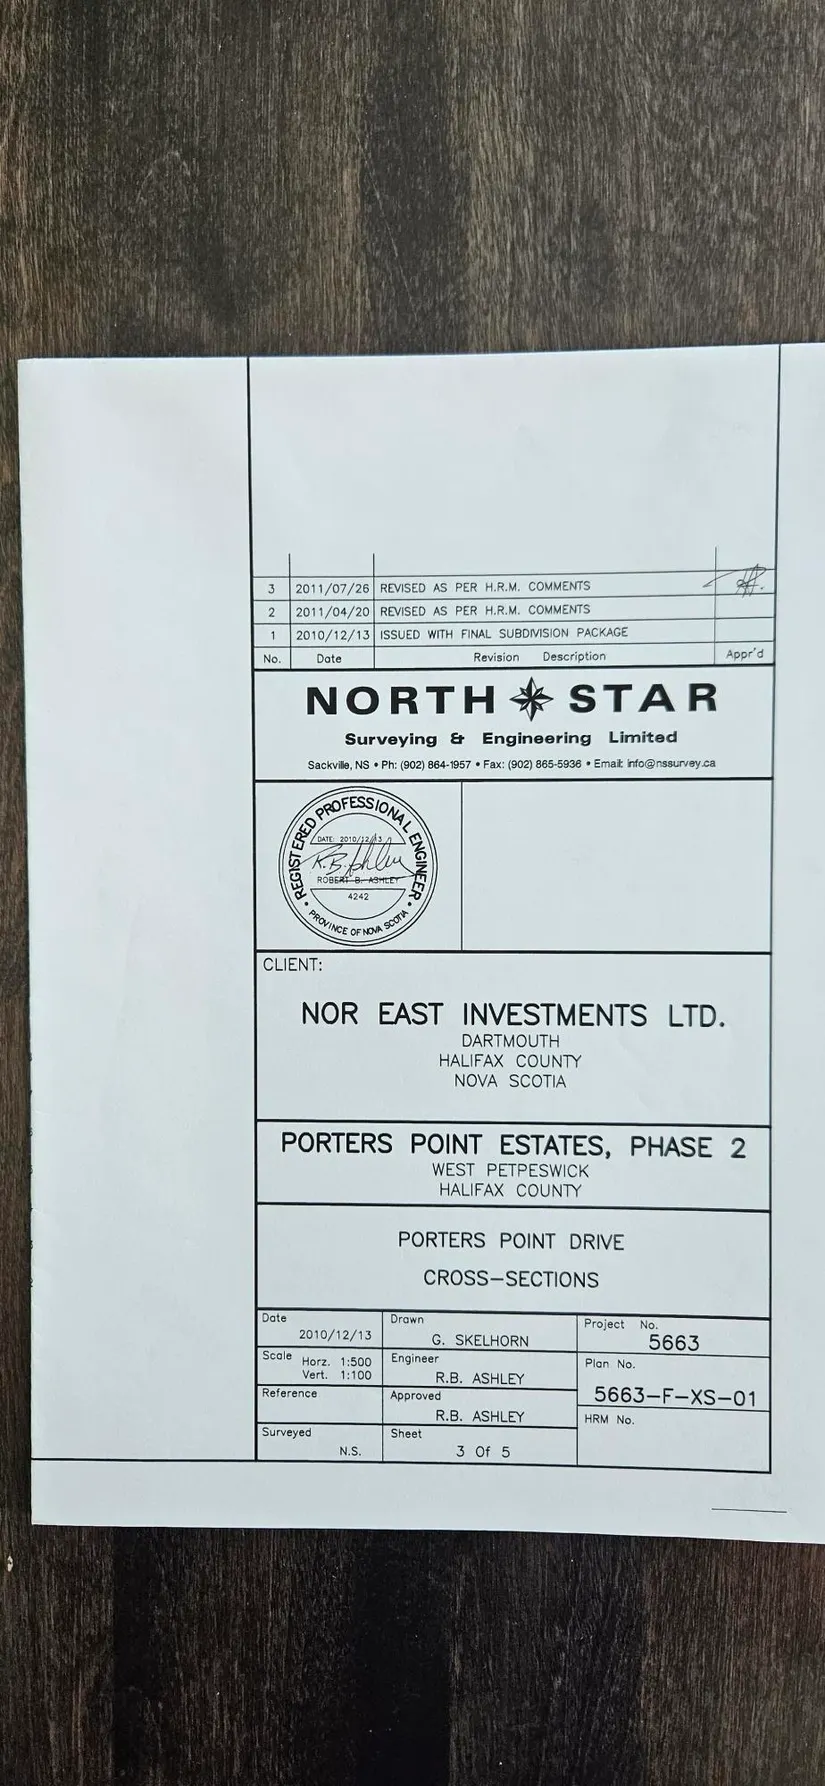 3 2011/07/26 REVISED AS PER H.R.M. COMMENTS
2 2011/04/20 REVISED AS PER H.R.M. COMMENTS
1 2010/12/13 ISSUED WITH FINAL SUBDIVISION PACKAGE
No. Date Revision Description Appr'd
NORTH STAR
Surveying & Engineering Limited
Sackville, NS • Ph: (902) 864-1957 • Fax: (902) 865-5936 • Email: info@nssurvey.ca
REGISTERED PROFESSIONAL ENGINEER
DATE: 2010/12/13
R.B. Ashley
ROBERT B. ASHLEY
4242
PROVINCE OF NOVA SCOTIA
CLIENT:
NOR EAST INVESTMENTS LTD.
DARTMOUTH
HALIFAX COUNTY
NOVA SCOTIA
PORTERS POINT ESTATES, PHASE 2
WEST PETPESWICK
HALIFAX COUNTY
PORTERS POINT DRIVE
CROSS-SECTIONS
Date 2010/12/13
Drawn G. SKELHORN
Project No. 5663
Scale Horz. 1:500
Vert. 1:100
Engineer R.B. ASHLEY
Plan No. 5663-F-XS-01
Reference
Approved R.B. ASHLEY
HRM No.
Surveyed N.S.
Sheet 3 Of 5